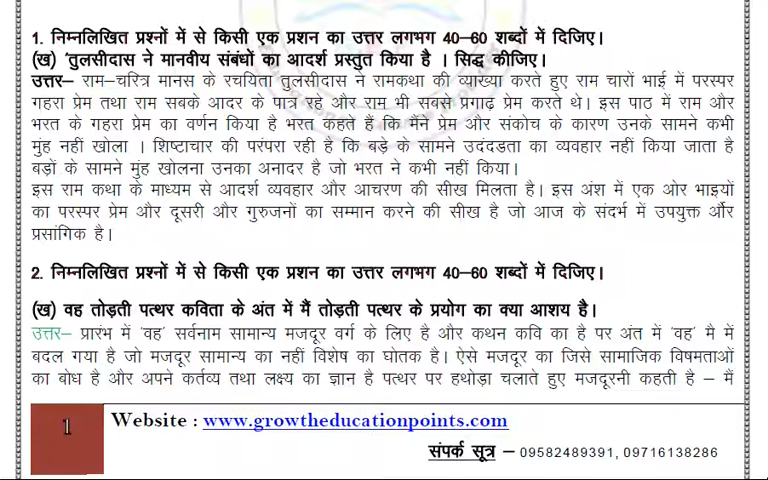 1. निम्नलिखित प्रश्नों में से किसी एक प्रशन का उत्तर लगभग 40–60 शब्दों में दिजिए।
(ख) 'तुलसीदास ने मानवीय संबंघों का आदर्श प्रस्तुत किया है । सिद्ध कीजिए।
उत्तर– राम–चरित्र मानस के रचयिता तुलसीदास ने रामकथा की व्याख्या करते हुए राम चारों भाई में परस्पर
गहरा प्रेम तथा राम सबके आदर के पात्र रहे और राम भी सबसे प्रगाढ़ प्रेम करते थे। इस पाठ में राम और
भरत के गहरा प्रेम का वर्णन किया है भरत कहते हैं कि मैंने प्रेम और संकोच के कारण उनके सामने कभी
मुंह नहीं खोला । शिष्टाचार की परंपरा रही है कि बड़े के सामने उदंदडता का व्यवहार नहीं किया जाता है
बड़ों के सामने मुंह खोलना उनका अनादर है जो भरत ने कभी नहीं किया।
इस राम कथा के माध्यम से आदर्श व्यवहार और आचरण की सीख मिलता है। इस अंश में एक ओर भाइयों
का परस्पर प्रेम और दूसरी और गुरुजनों का सम्मान करने की सीख है जो आज के संदर्भ में उपयुक्त और
प्रसांगिक है।
2. निम्नलिखित प्रश्नों में से किसी एक प्रशन का उत्तर लगभग 40–60 शब्दों में दिजिए।
(ख) वह तोड़ती पत्थर कविता के अंत में मैं तोड़ती पत्थर के प्रयोग का क्या आशय है।
उत्तर– प्रारंभ में 'वह' सर्वनाम सामान्य मजदूर वर्ग के लिए है और कथन कवि का है पर अंत में 'वह' मै में
बदल गया है जो मजदूर सामान्य का नहीं विशेष का घोतक है। ऐसे मजदूर का जिसे सामाजिक विषमताओं
का बोध है और अपने कर्तव्य तथा लक्ष्य का ज्ञान है पत्थर पर हथोड़ा चलाते हुए मजदूरनी कहती है – मैं
1
Website : www.growtheducationpoints.com
संपर्क सूत्र – 09582489391, 09716138286